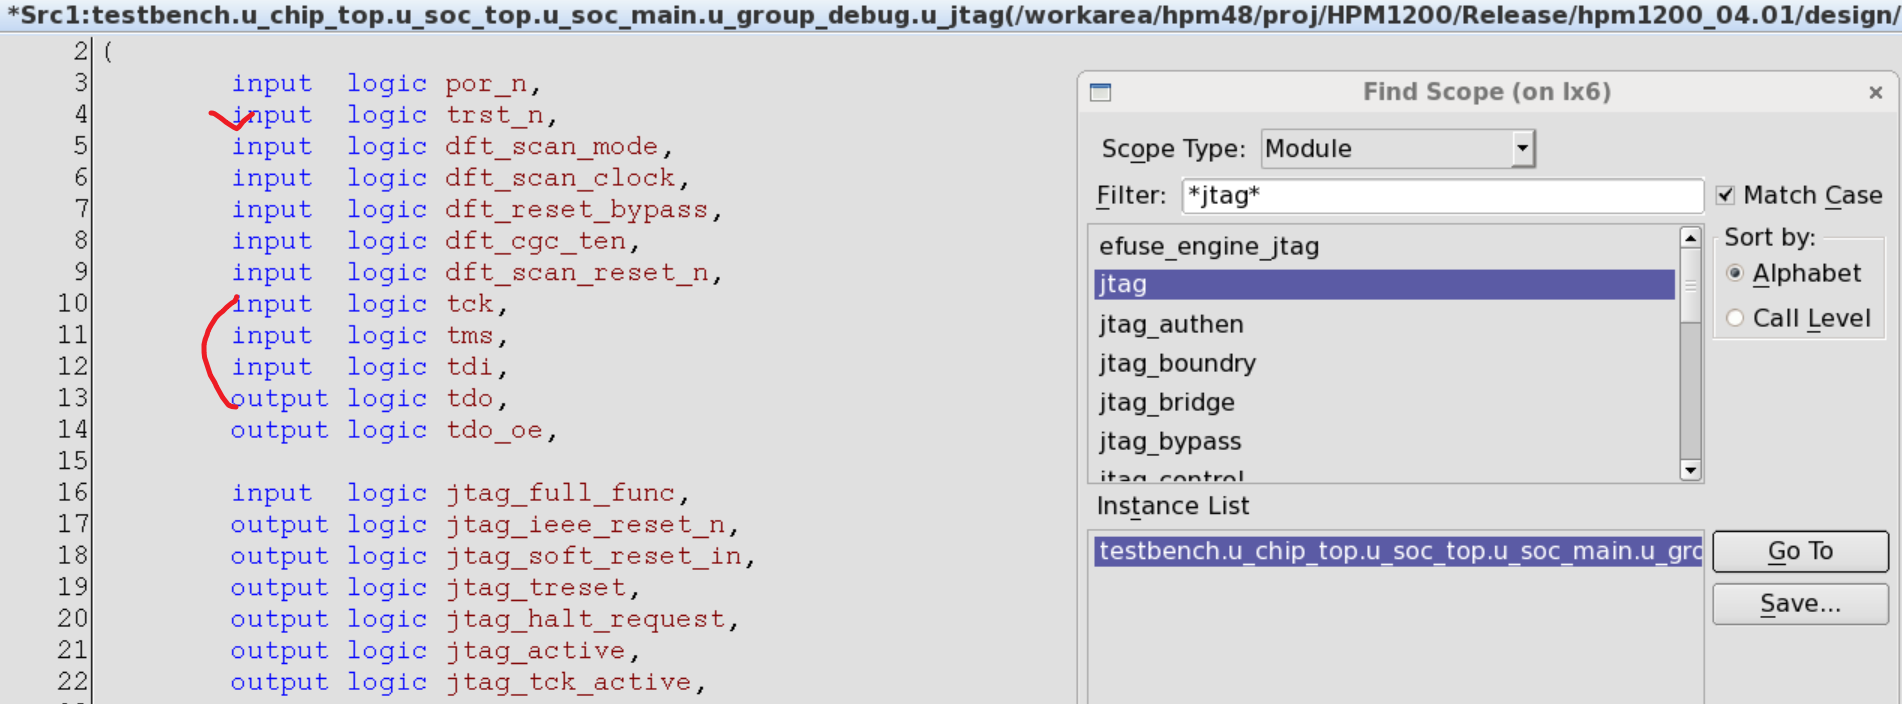 *Src1:testbench.u_chip_top.u_soc_top.u_soc_main.u_group_debug.u_jtag(/workarea/hpm48/proj/HPM1200/Release/hpm1200_04.01/design/
2 (
3 input logic por_n,
4 input logic trst_n,
5 input logic dft_scan_mode,
6 input logic dft_scan_clock,
7 input logic dft_reset_bypass,
8 input logic dft_cgc_ten,
9 input logic dft_scan_reset_n,
10 input logic tck,
11 input logic tms,
12 input logic tdi,
13 output logic tdo,
14 output logic tdo_oe,
15
16 input logic jtag_full_func,
17 output logic jtag_ieee_reset_n,
18 output logic jtag_soft_reset_in,
19 output logic jtag_treset,
20 output logic jtag_halt_request,
21 output logic jtag_active,
22 output logic jtag_tck_active,
Find Scope (on lx6)
Scope Type: Module
Filter: *jtag*
Match Case
efuse_engine_jtag
jtag
jtag_authen
jtag_boundry
jtag_bridge
jtag_bypass
jtag_control
Sort by:
Alphabet
Call Level
Instance List
testbench.u_chip_top.u_soc_top.u_soc_main.u_gro
Go To
Save...